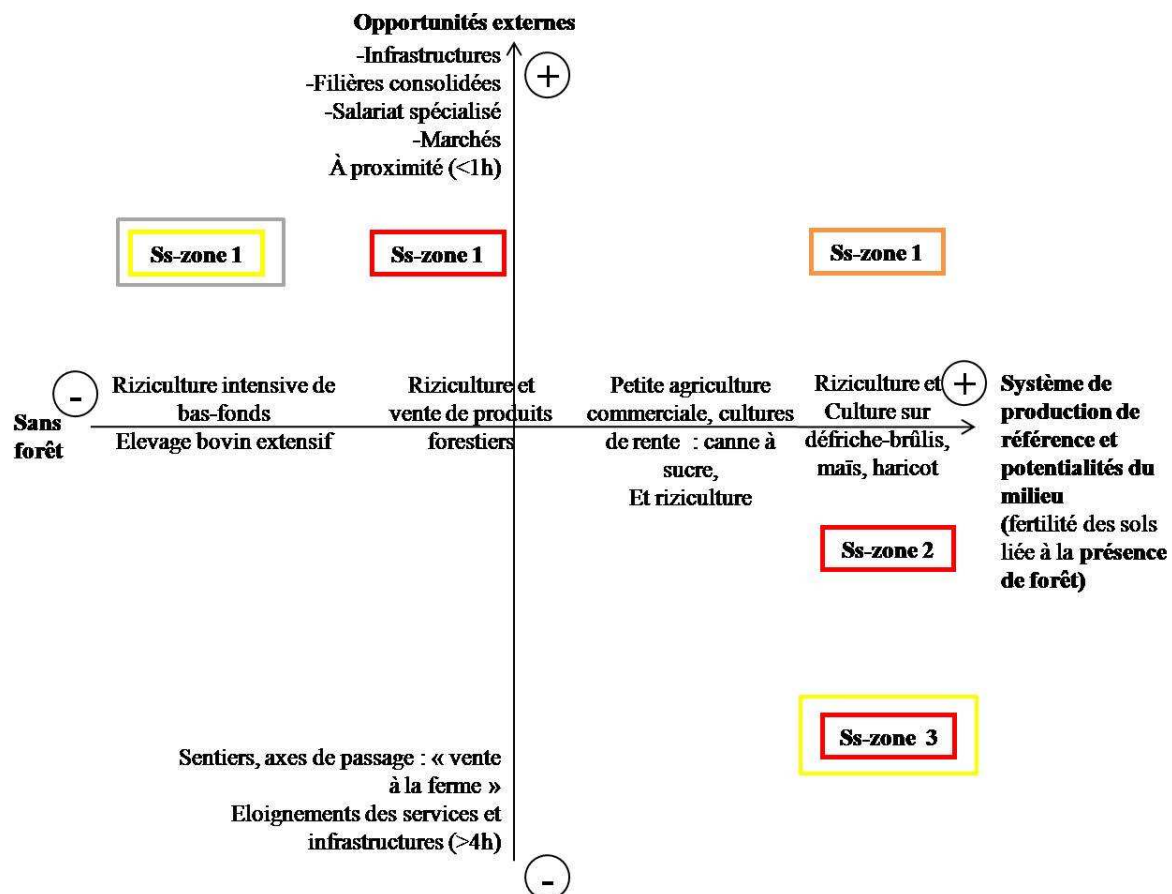 Opportunités externes
-Infrastructures
+
-Filières consolidées
-Salariat spécialisé
-Marchés
À proximité (<1h)
Ss-zone 1
Ss-zone 1
Ss-zone 1
-
Sans
forêt
Riziculture intensive de
bas-fonds
Elevage bovin extensif
Riziculture et
vente de produits
forestiers
Petite agriculture
commerciale, cultures
de rente : canne à
sucre,
Et riziculture
Riziculture et
Culture sur
défriche-brûlis,
maïs, haricot
+
Système de
production de
référence et
potentialités du
milieu
(fertilité des sols
liée à la présence
de forêt)
Ss-zone 2
Ss-zone 3
Sentiers, axes de passage : « vente
à la ferme »
Eloignements des services et
infrastructures (>4h)
-